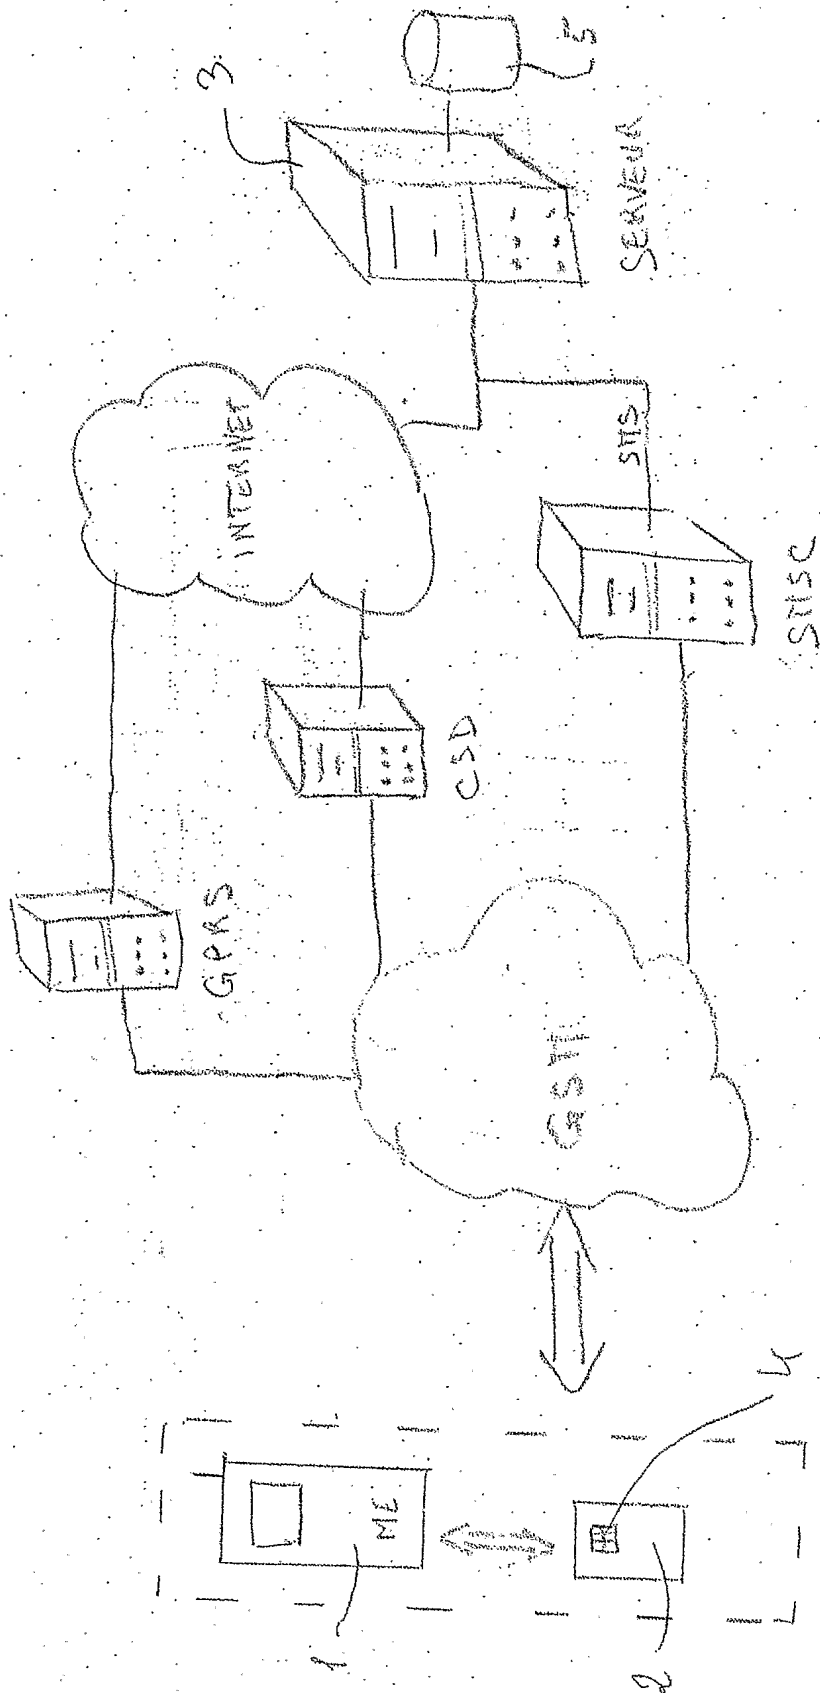 1
ME
2
4
GSM
GPRS
CSD
SMSC
SMS
INTERNET
3
SERVEUR
5